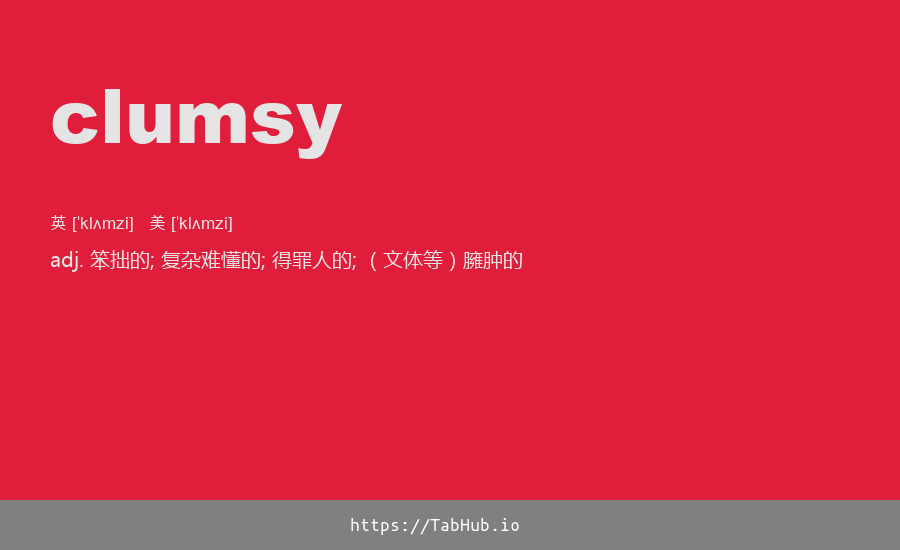 clumsy
英 [ˈklʌmzi] 美 [ˈklʌmzi]
adj. 笨拙的; 复杂难懂的; 得罪人的; （文体等）臃肿的
https://TabHub.io